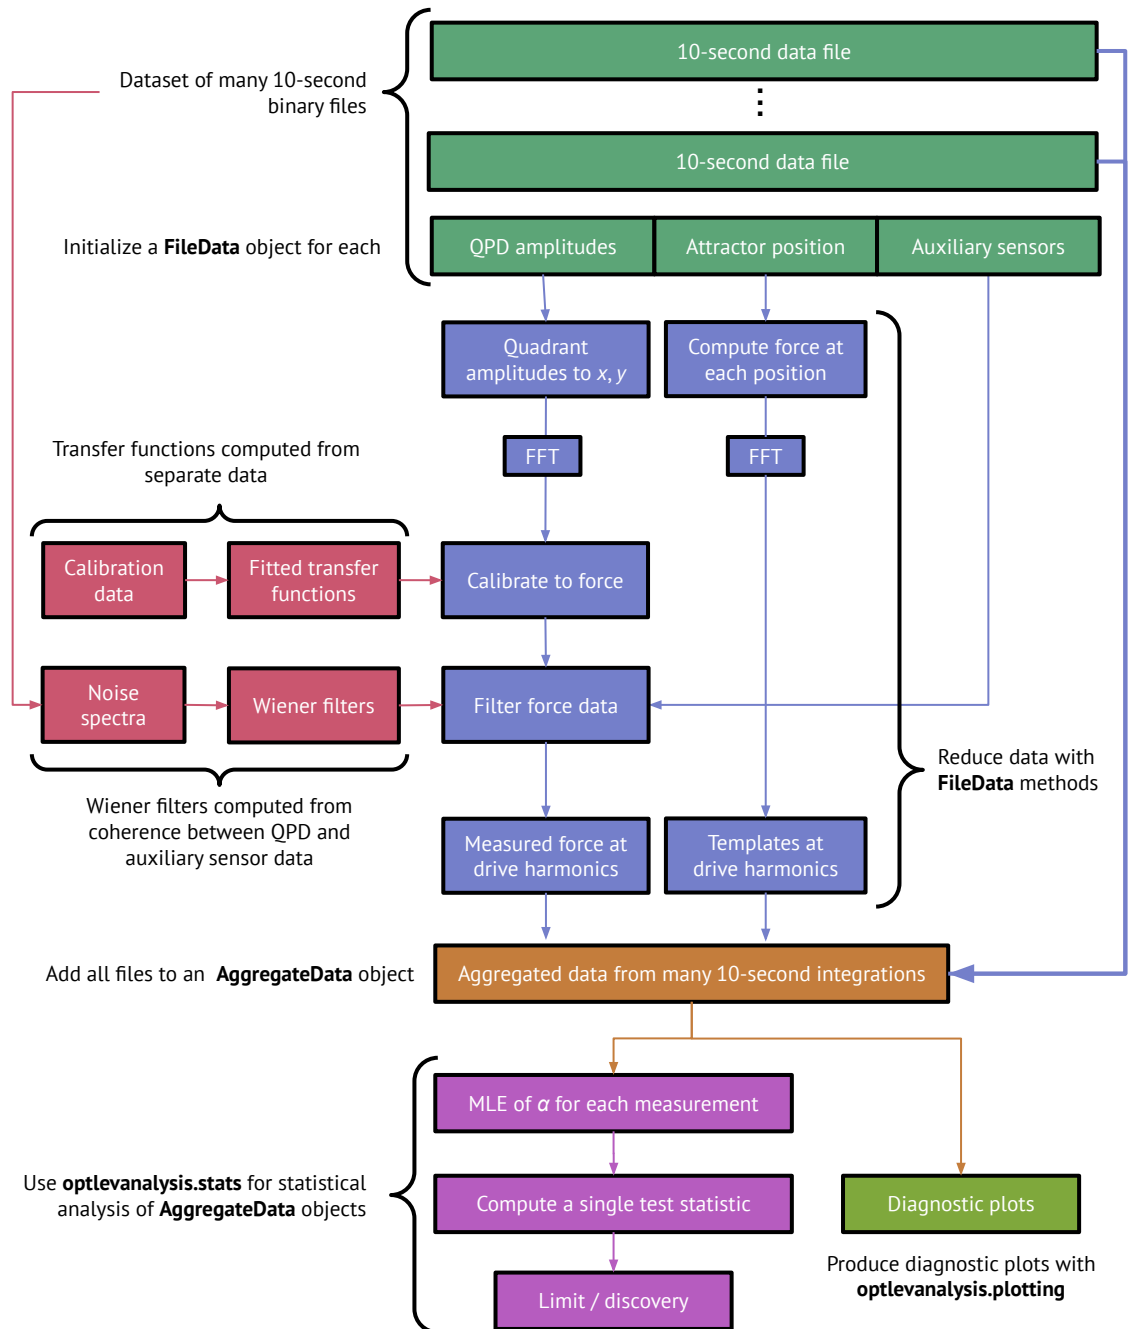 10-second data file
Dataset of many 10-second
binary files
10-second data file
Initialize a FileData object for each
QPD amplitudes
Attractor position
Auxiliary sensors
Quadrant
amplitudes to x, y
Compute force at
each position
FFT
FFT
Transfer functions computed from
separate data
Calibration
data
Fitted transfer
functions
Calibrate to force
Noise
spectra
Wiener filters
Filter force data
Reduce data with
FileData methods
Wiener filters computed from
coherence between QPD and
auxiliary sensor data
Measured force at
drive harmonics
Templates at
drive harmonics
Add all files to an AggregateData object
Aggregated data from many 10-second integrations
MLE of α for each measurement
Use optlevanalysis.stats for statistical
analysis of AggregateData objects
Compute a single test statistic
Diagnostic plots
Produce diagnostic plots with
optlevanalysis.plotting
Limit / discovery